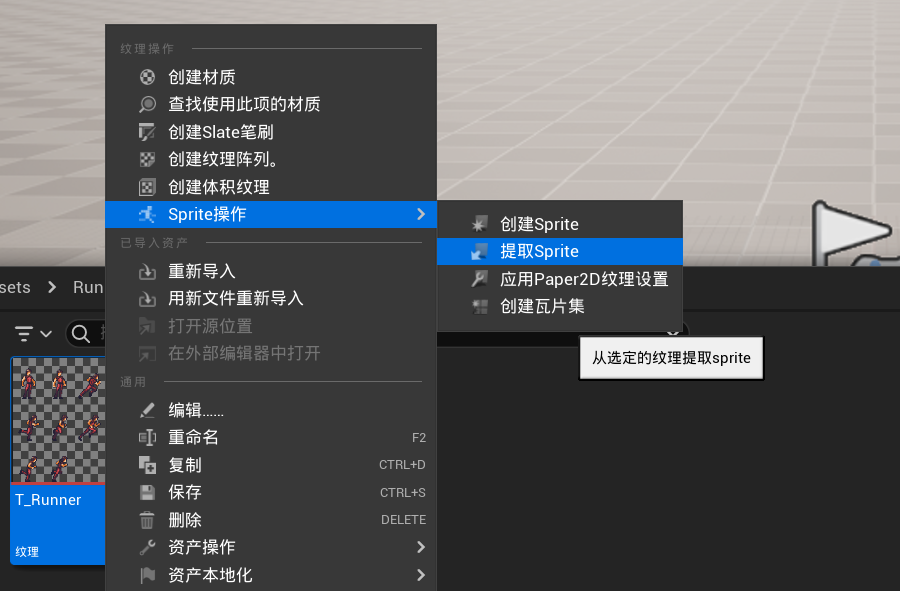 纹理操作
创建材质
查找使用此项的材质
创建Slate笔刷
创建纹理阵列。
创建体积纹理
Sprite操作
创建Sprite
提取Sprite
应用Paper2D纹理设置
创建瓦片集
从选定的纹理提取sprite
已导入资产
重新导入
用新文件重新导入
打开源位置
在外部编辑器中打开
通用
编辑……
重命名 F2
复制 CTRL+D
保存 CTRL+S
删除 DELETE
资产操作
资产本地化
sets Run
T_Runner
纹理